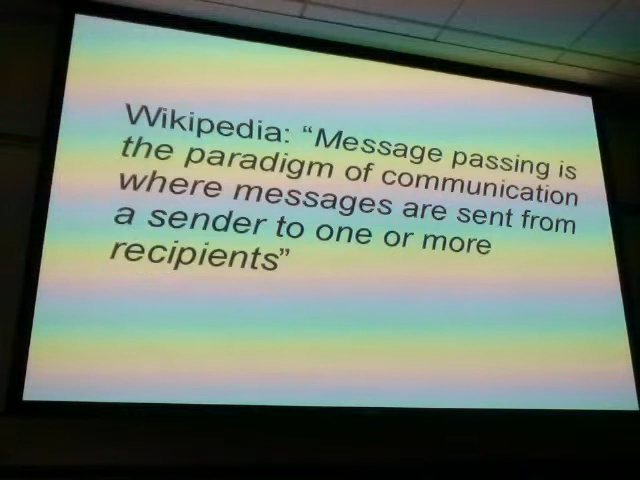 Wikipedia: “Message passing is
the paradigm of communication
where messages are sent from
a sender to one or more
recipients”